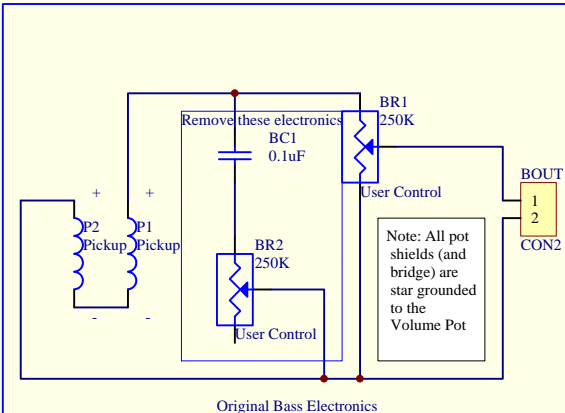 BR1
250K
Remove these electronics
BC1
0.1uF
User Control
BOUT
1
2
CON2
+
+
P2
Pickup
P1
Pickup
-
-
BR2
250K
User Control
Note: All pot
shields (and
bridge) are
star grounded
to the
Volume Pot
Original Bass Electronics